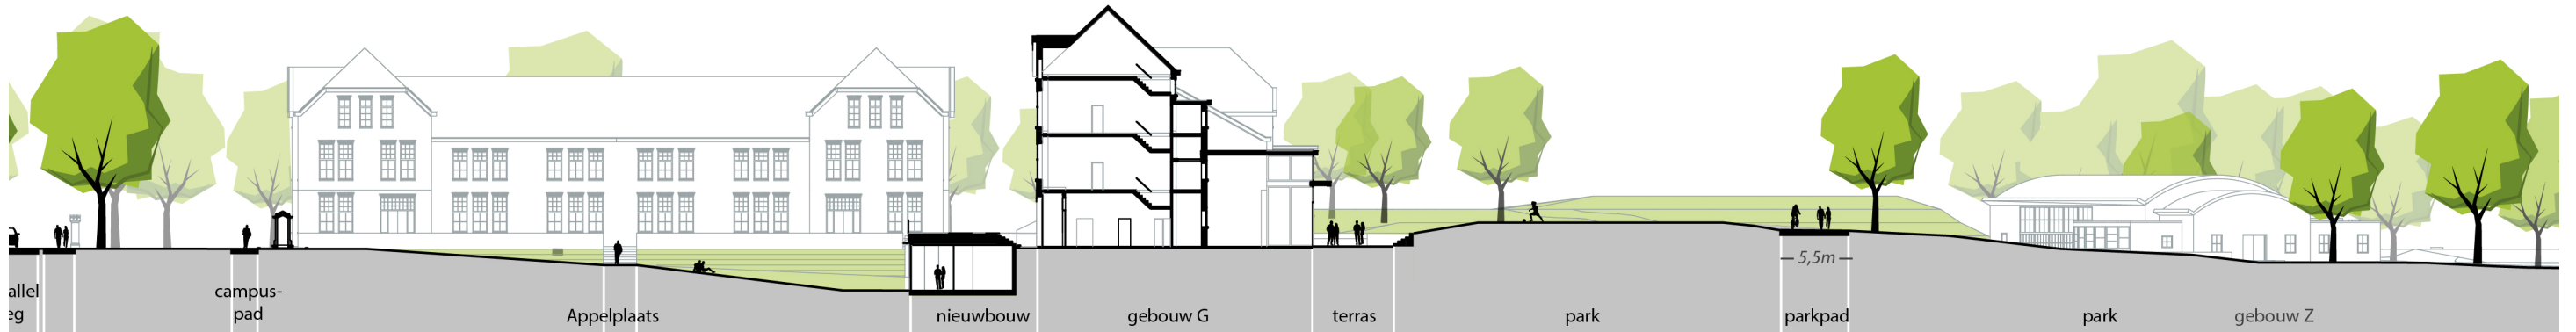 allel
eg
campus-
pad
Appelplaats
nieuwbouw
gebouw G
terras
park
5,5m
parkpad
park
gebouw Z